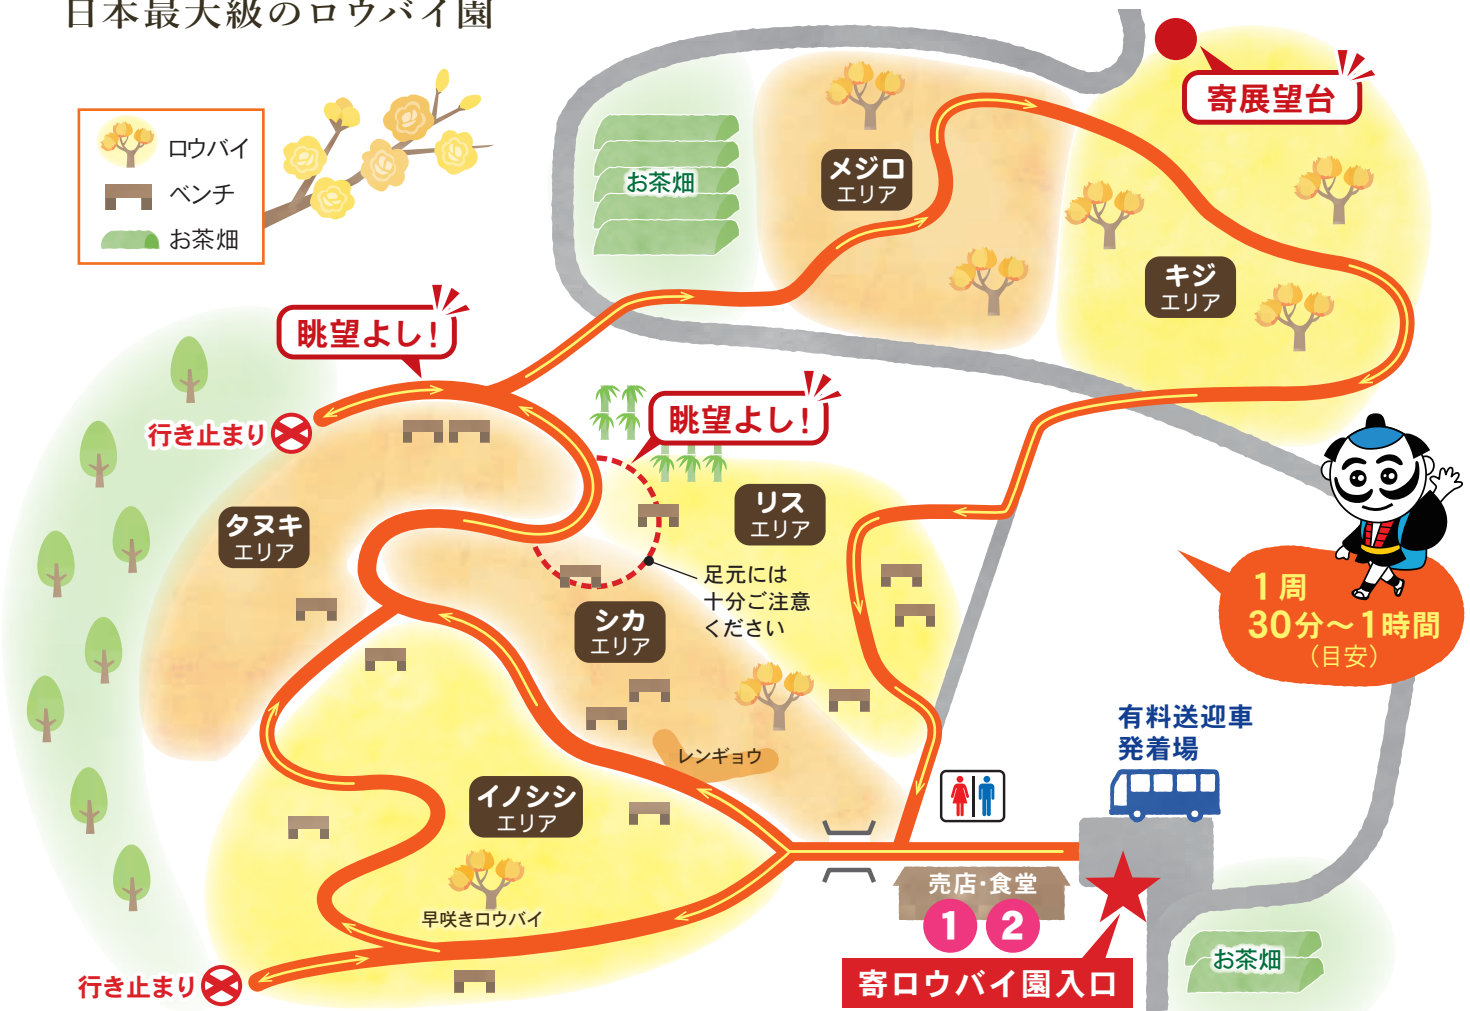 日本最大級のロウバイ園
ロウバイ
ベンチ
お茶畑
寄展望台
お茶畑
メジロ
エリア
キジ
エリア
眺望よし!
行き止まり
眺望よし!
タヌキ
エリア
リス
エリア
足元には
十分ご注意
ください
シカ
エリア
1周
30分〜1時間
(目安)
レンギョウ
有料送迎車
発着場
イノシシ
エリア
早咲きロウバイ
売店・食堂
1 2
行き止まり
寄ロウバイ園入口
お茶畑